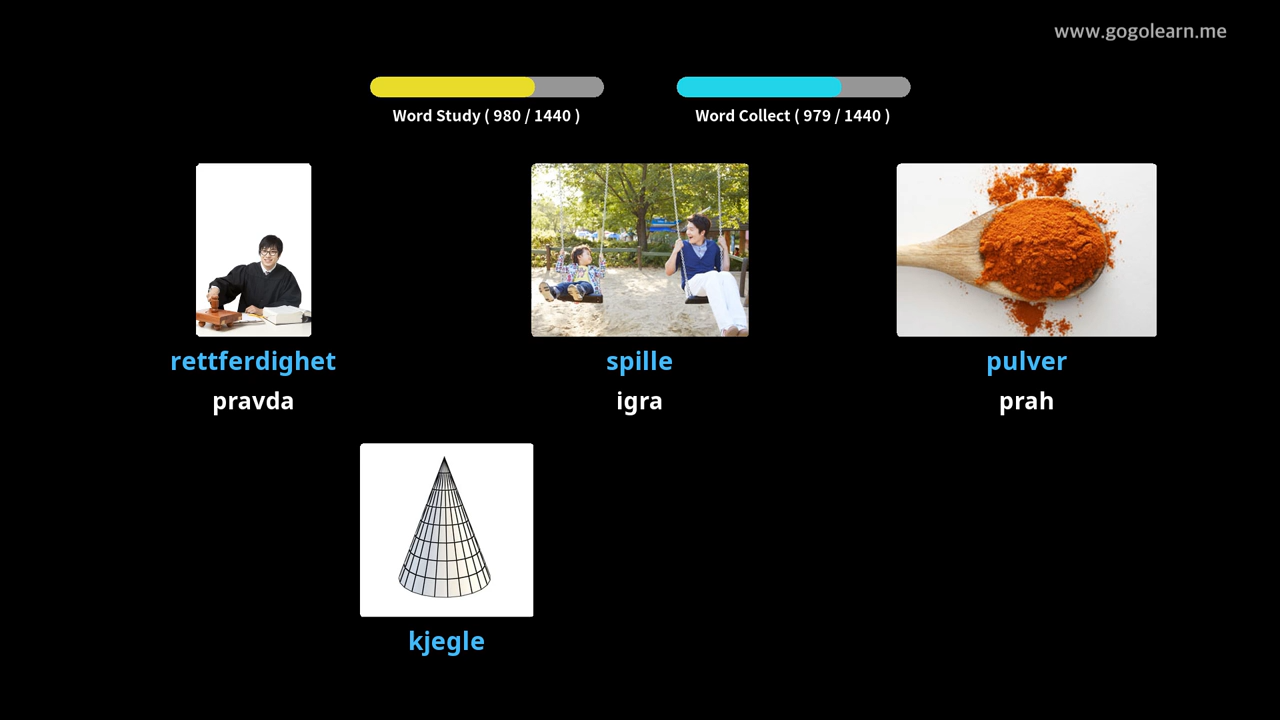 www.gogolearn.me
Word Study ( 980 / 1440 )
Word Collect ( 979 / 1440 )
rettferdighet
pravda
spille
igra
pulver
prah
kjegle